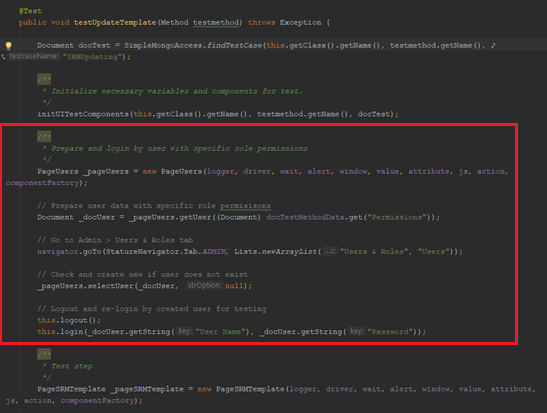 @Test
public void testUpdateTemplate(Method testmethod) throws Exception {
Document docTest = SimpleMongoAccess.findTestCase(this.getClass().getName(), testmethod.getName(),
testcaseName: "SRMUpdating");
/**
* Initialize necessary variables and components for test.
*/
initUITestComponents(this.getClass().getName(), testmethod.getName(), docTest);
/**
* Prepare and login by user with specific role permissions
*/
PageUsers _pageUsers = new PageUsers(logger, driver, wait, alert, window, value, attribute, js, action,
componentFactory);
// Prepare user data with specific role permisisons
Document _docUser = _pageUsers.getUser((Document) docTestMethodData.get("Permissions"));
// Go to Admin > Users & Roles tab
navigator.goTo(StatureNavigator.Tab.ADMIN, Lists.newArrayList( ...E: "Users & Roles", "Users"));
// Check and create new if user does not exist
_pageUsers.selectUser(_docUser, strOption: null);
// Logout and re-login by created user for testing
this.logout();
this.login(_docUser.getString( key: "User Name"), _docUser.getString( key: "Password"));
/**
* Test step
*/
PageSRMTemplate _pageSRMTemplate = new PageSRMTemplate(logger, driver, wait, alert, window, value, attribute,
js, action, componentFactory);